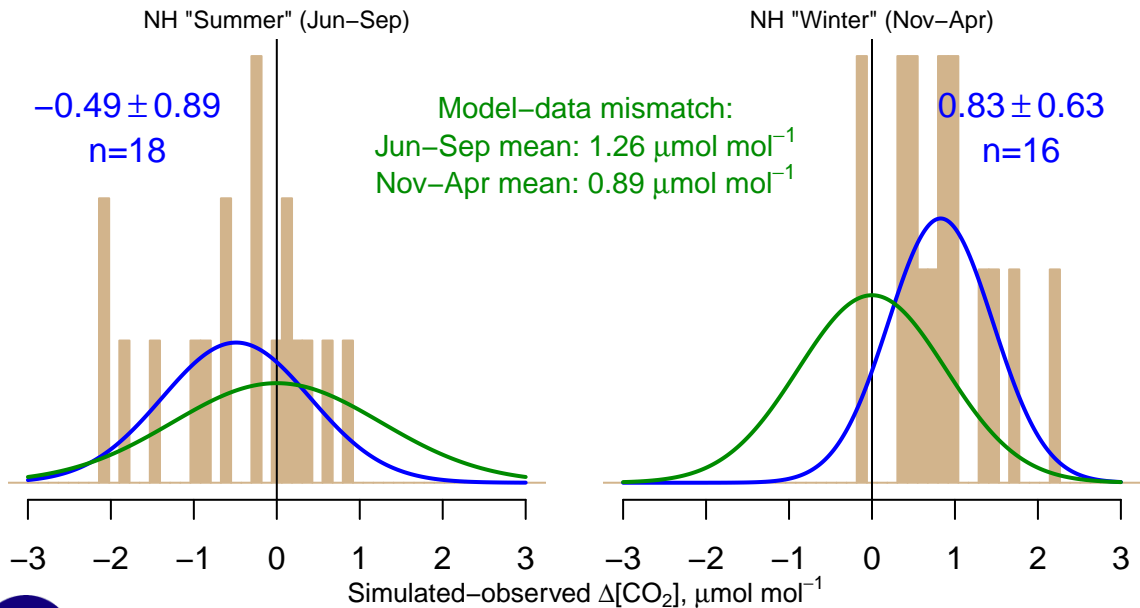 NH "Summer" (Jun−Sep)
−0.49 ± 0.89
n=18
Model−data mismatch:
Jun−Sep mean: 1.26 μmol mol⁻¹
Nov−Apr mean: 0.89 μmol mol⁻¹
NH "Winter" (Nov−Apr)
0.83 ± 0.63
n=16
−3 −2 −1 0 1 2 3
−3 −2 −1 0 1 2 3
Simulated−observed Δ[CO₂], μmol mol⁻¹